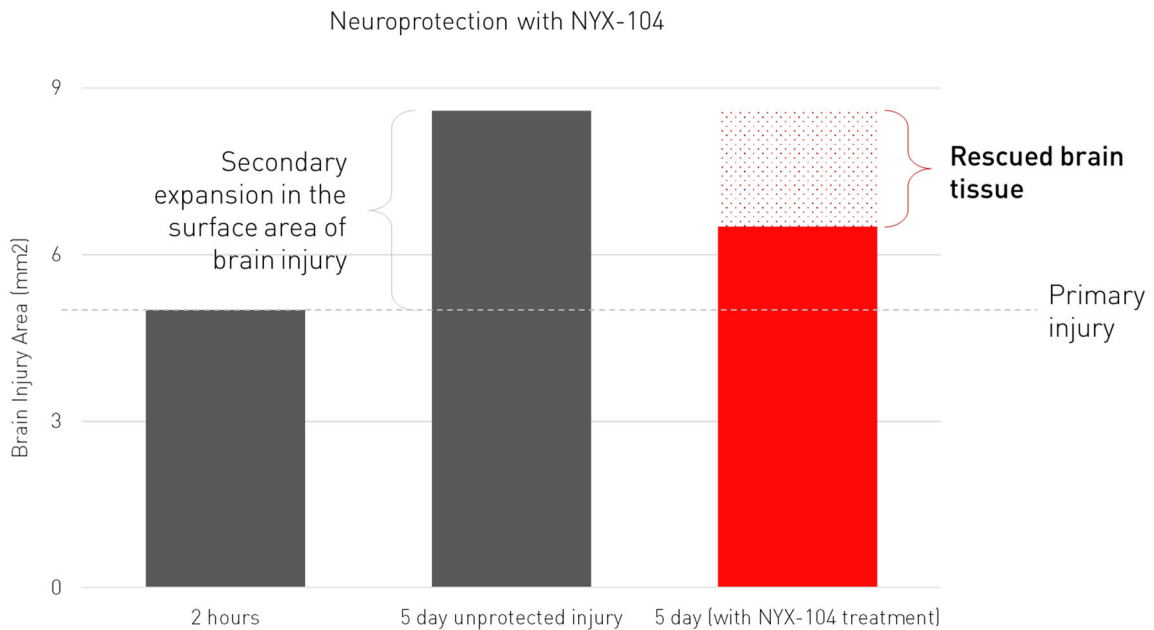 Neuroprotection with NYX-104
9
Secondary
expansion in the
surface area of
brain injury
Rescued brain
tissue
6
Primary
injury
Brain Injury Area (mm2)
3
0
2 hours
5 day unprotected injury
5 day (with NYX-104 treatment)